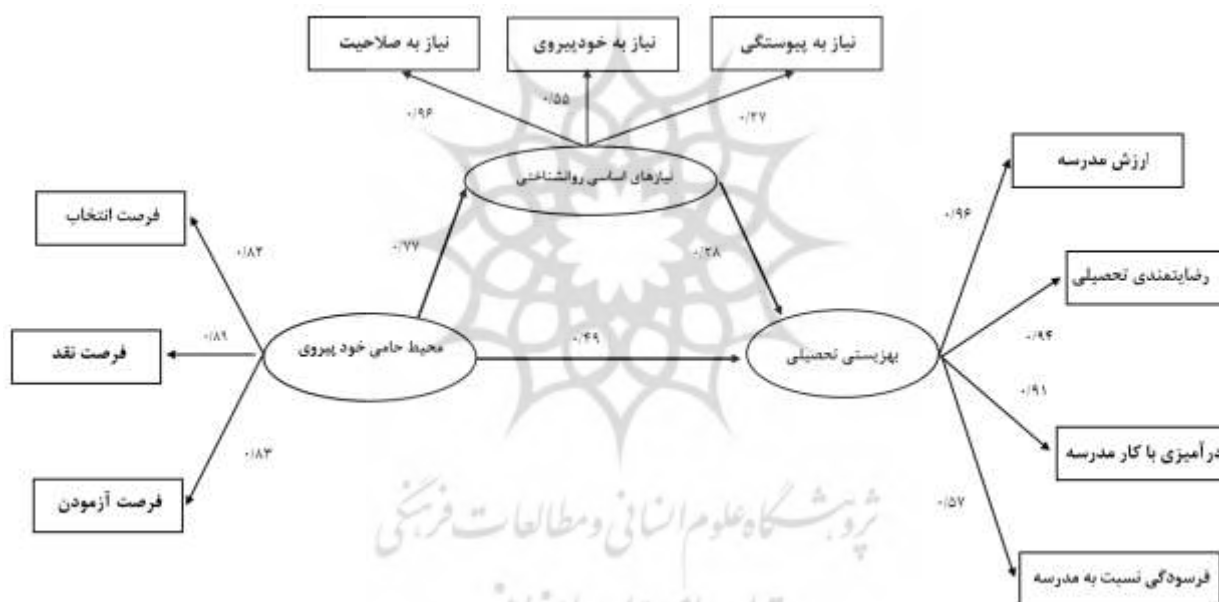 نیاز به پیوستگی
نیاز به خودپیروی
نیاز به صلاحیت
۰/۲۷
۰/۵۵
۰/۹۶
نیازهای اساسی روانشناختی
ارزش مدرسه
رضایتمندی تحصیلی
درآمیزی با کار مدرسه
فرسودگی نسبت به مدرسه
۰/۹۶
۰/۹۴
۰/۹۱
۰/۵۷
بهزیستی تحصیلی
۰/۲۸
۰/۴۹
۰/۷۷
محیط حامی خود پیروی
۰/۸۲
۰/۸۹
۰/۸۳
فرصت انتخاب
فرصت نقد
فرصت آزمودن
پژوهشگاه علوم انسانی و مطالعات فرهنگی